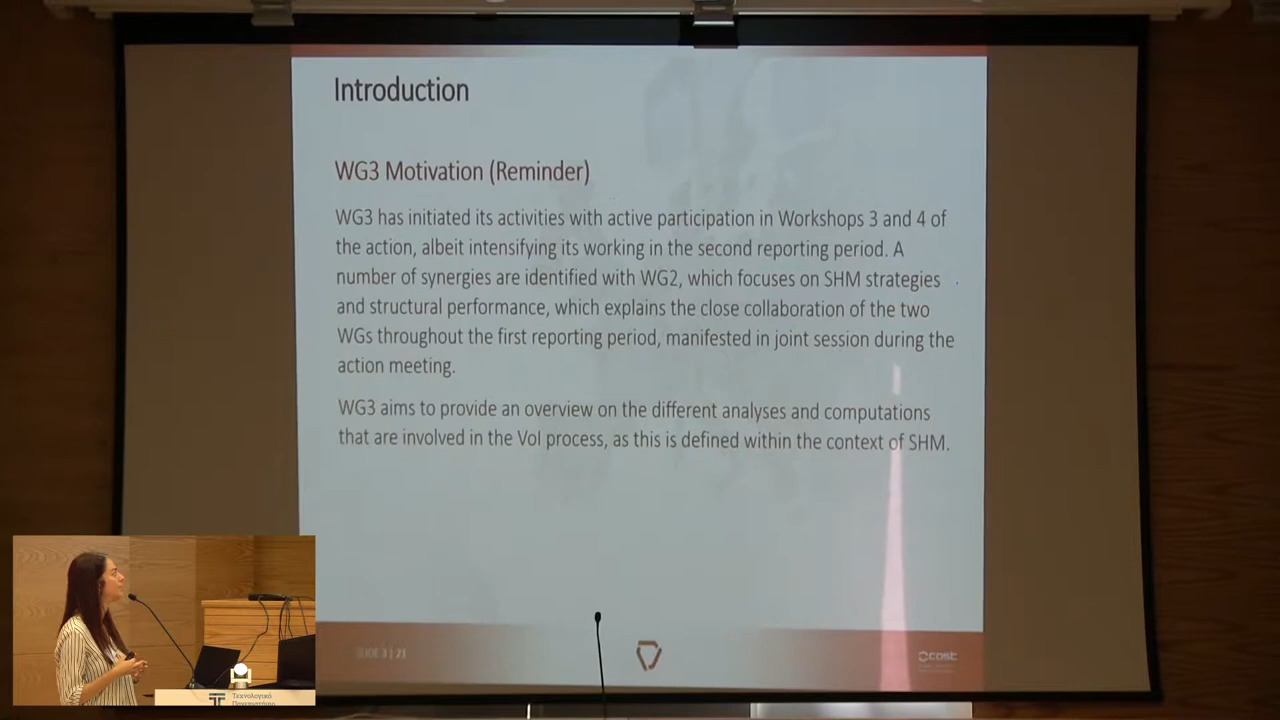 Introduction
WG3 Motivation (Reminder)
WG3 has initiated its activities with active participation in Workshops 3 and 4 of
the action, albeit intensifying its working in the second reporting period. A
number of synergies are identified with WG2, which focuses on SHM strategies
and structural performance, which explains the close collaboration of the two
WGs throughout the first reporting period, manifested in joint session during the
action meeting.
WG3 aims to provide an overview on the different analyses and computations
that are involved in the VoI process, as this is defined within the context of SHM.
SLIDE 3 | 21
cost
Τεχνολογικό
Πανεπιστήμιο